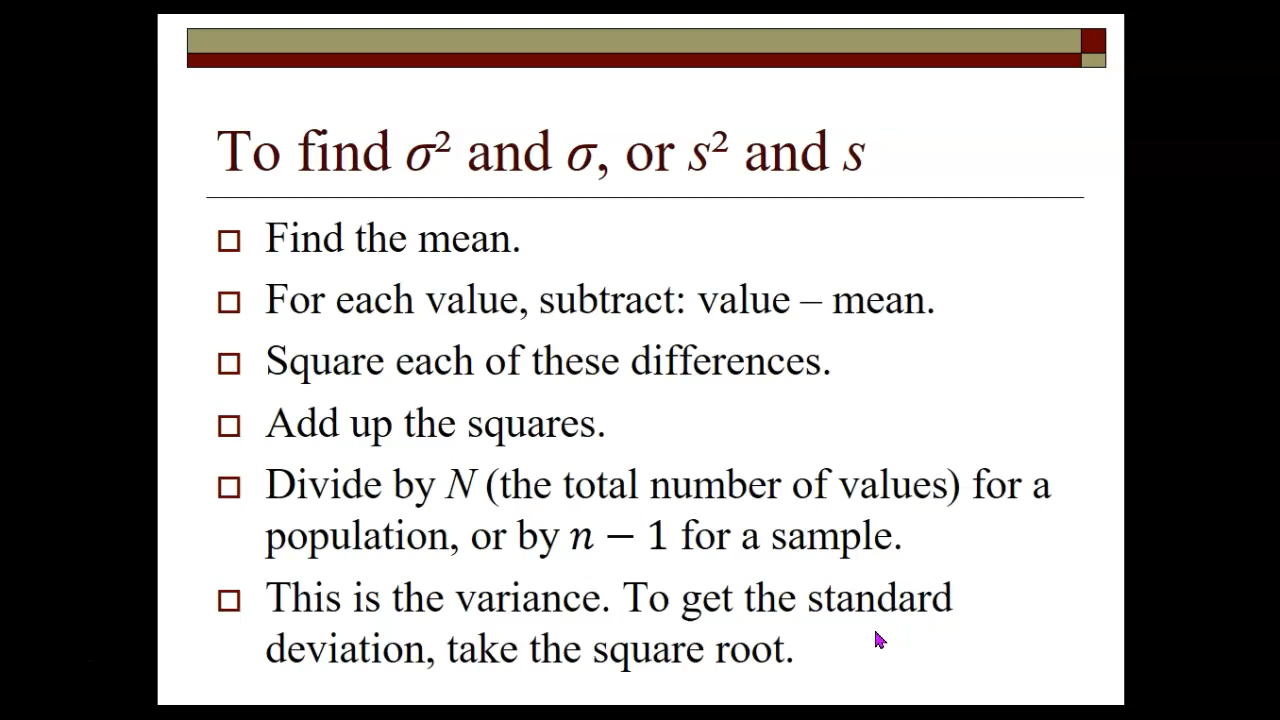 To find σ² and σ, or s² and s
Find the mean.
For each value, subtract: value – mean.
Square each of these differences.
Add up the squares.
Divide by N (the total number of values) for a
population, or by n − 1 for a sample.
This is the variance. To get the standard
deviation, take the square root.